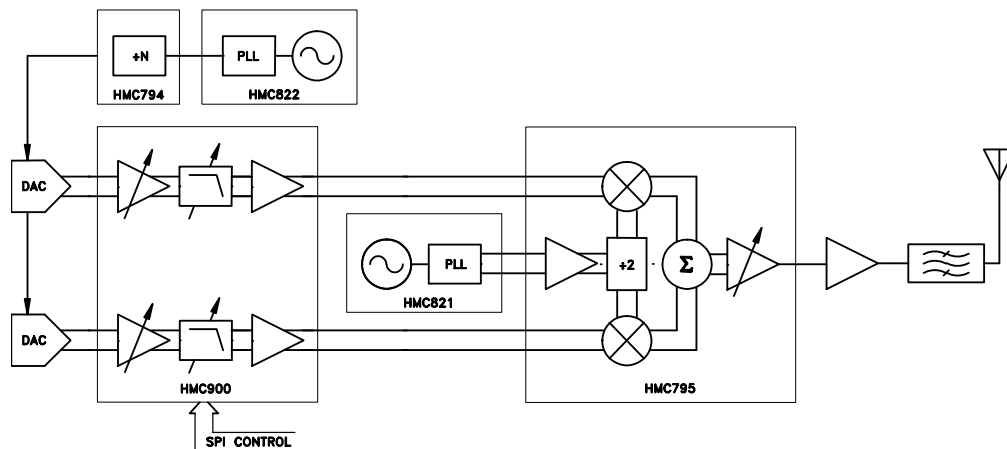 ÷N
PLL
HMC794
HMC822
DAC
PLL
÷2
Σ
HMC821
DAC
HMC900
HMC795
SPI CONTROL